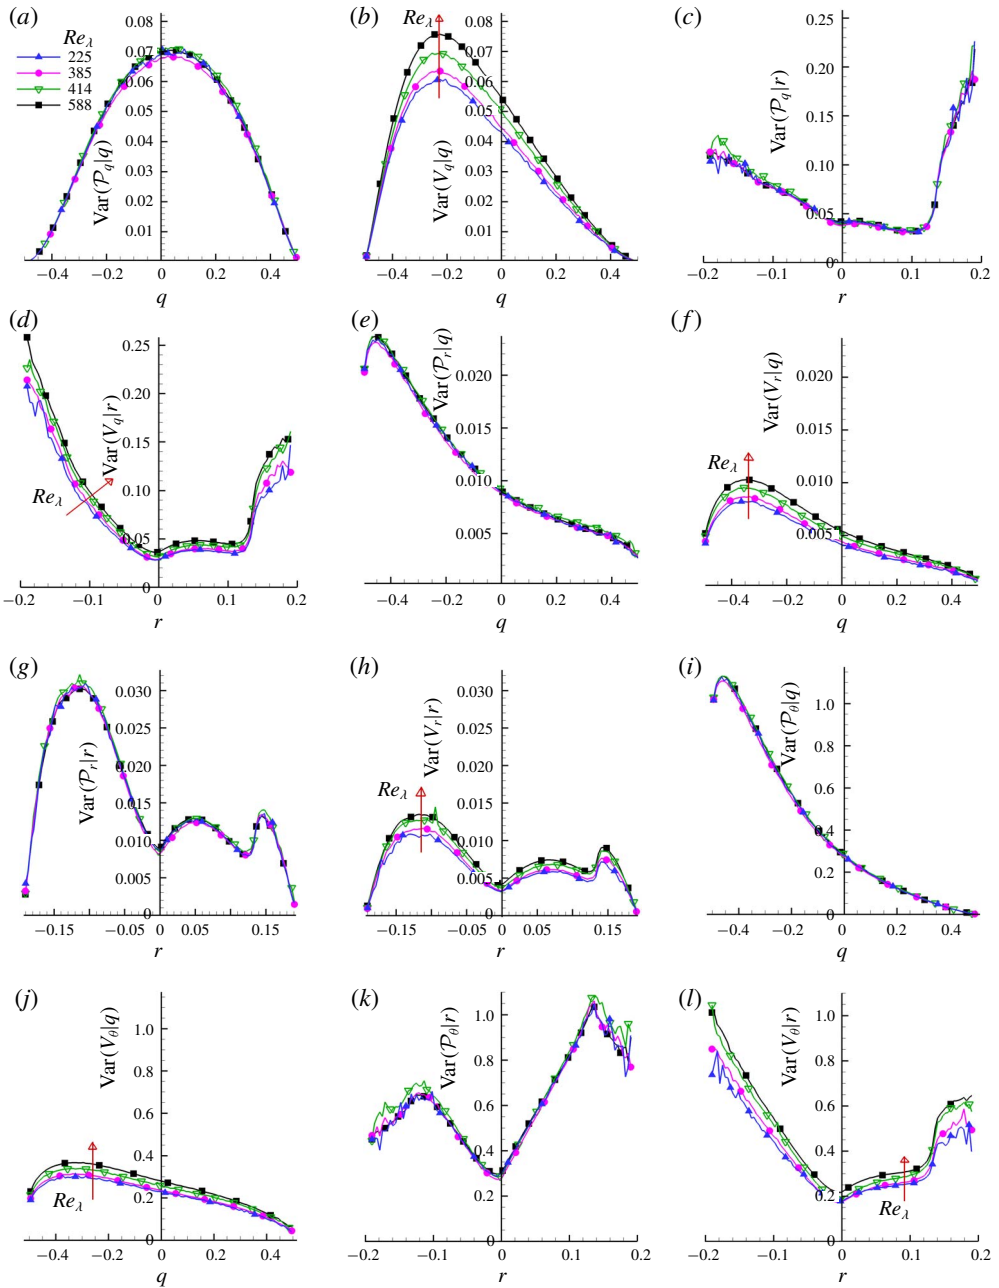 (a)
Re_λ
225
385
414
588
0.08
0.07
0.06
0.05
0.04
0.03
0.02
0.01
Var(𝒫_q|q)
−0.4 −0.2 0 0.2 0.4
q
(b)
Re_λ
0.08
0.07
0.06
0.05
0.04
0.03
0.02
0.01
Var(V_q|q)
−0.4 −0.2 0 0.2 0.4
q
(c)
0.25
0.20
0.15
0.10
0.05
0
Var(𝒫_q|r)
−0.2 −0.1 0 0.1 0.2
r
(d)
0.25
0.20
0.15
0.10
0.05
0
Var(V_q|r)
Re_λ
−0.2 −0.1 0 0.1 0.2
r
(e)
0.020
0.015
0.010
0.005
Var(𝒫_r|q)
−0.4 −0.2 0 0.2 0.4
q
(f)
0.020
0.015
0.010
0.005
Var(V_r|q)
Re_λ
−0.4 −0.2 0 0.2 0.4
q
(g)
0.030
0.025
0.020
0.015
0.010
0.005
0
Var(𝒫_r|r)
−0.15 −0.05 0.05 0.15
r
(h)
0.030
0.025
0.020
0.015
0.010
0.005
0
Var(V_r|r)
Re_λ
−0.15 −0.05 0 0.05 0.15
r
(i)
1.0
0.8
0.6
0.4
0.2
0
Var(𝒫_θ|q)
−0.4 −0.2 0 0.2 0.4
q
(j)
1.0
0.8
0.6
0.4
0.2
0
Var(V_θ|q)
Re_λ
−0.4 −0.2 0 0.2 0.4
q
(k)
1.0
0.8
0.6
0.4
0.2
0
Var(𝒫_θ|r)
−0.2 −0.1 0 0.1 0.2
r
(l)
1.0
0.8
0.6
0.4
0.2
0
Var(V_θ|r)
Re_λ
−0.2 −0.1 0 0.1 0.2
r